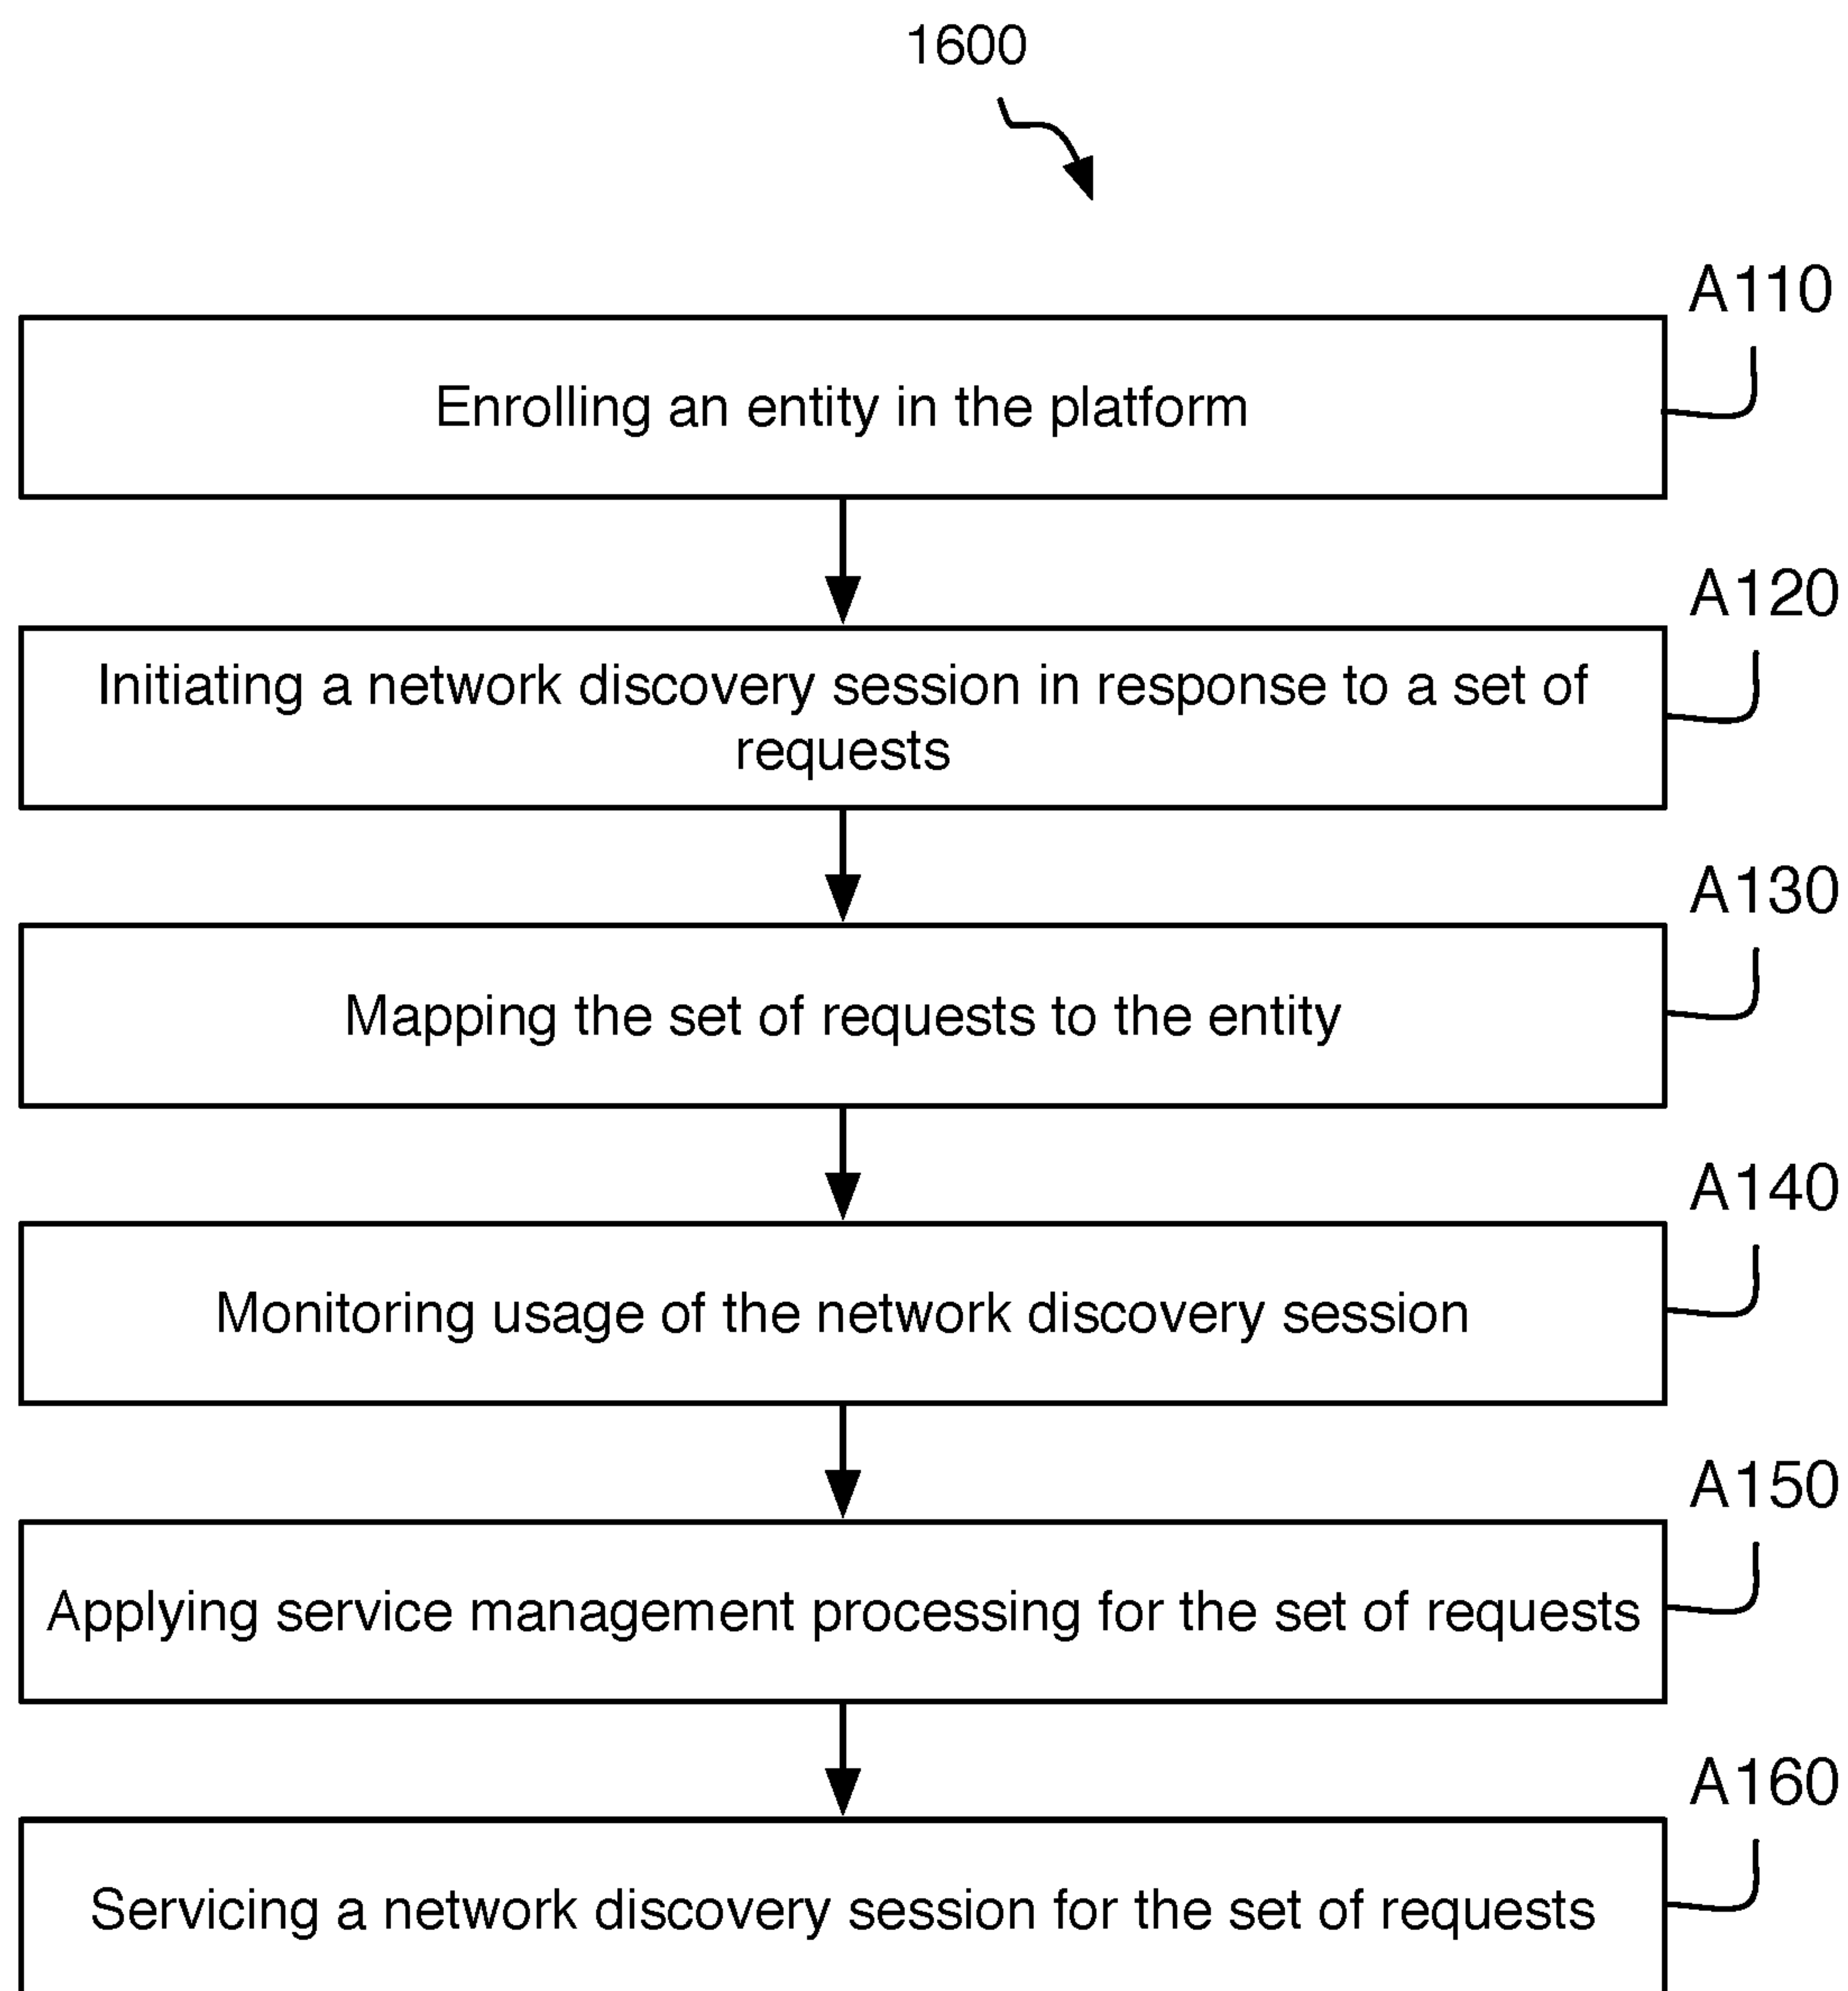 1600
A110
Enrolling an entity in the platform
A120
Initiating a network discovery session in response to a set of
requests
A130
Mapping the set of requests to the entity
A140
Monitoring usage of the network discovery session
A150
Applying service management processing for the set of requests
A160
Servicing a network discovery session for the set of requests